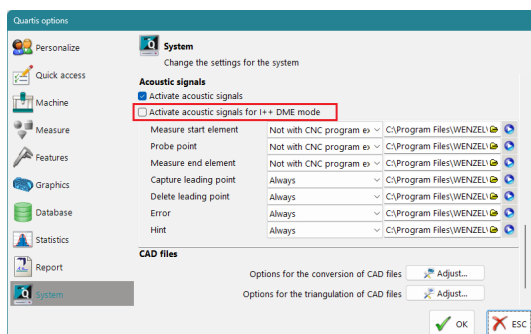 Quartis options
Personalize
Quick access
Machine
Measure
Features
Graphics
Database
Statistics
Report
System
System
Change the settings for the system
Acoustic signals
Activate acoustic signals
Activate acoustic signals for I++ DME mode
Measure start element Not with CNC program ex C:\Program Files\WENZEL\
Probe point Not with CNC program ex C:\Program Files\WENZEL\
Measure end element Not with CNC program ex C:\Program Files\WENZEL\
Capture leading point Always C:\Program Files\WENZEL\
Delete leading point Always C:\Program Files\WENZEL\
Error Always C:\Program Files\WENZEL\
Hint Always C:\Program Files\WENZEL\
CAD files
Options for the conversion of CAD files Adjust...
Options for the triangulation of CAD files Adjust...
OK ESC